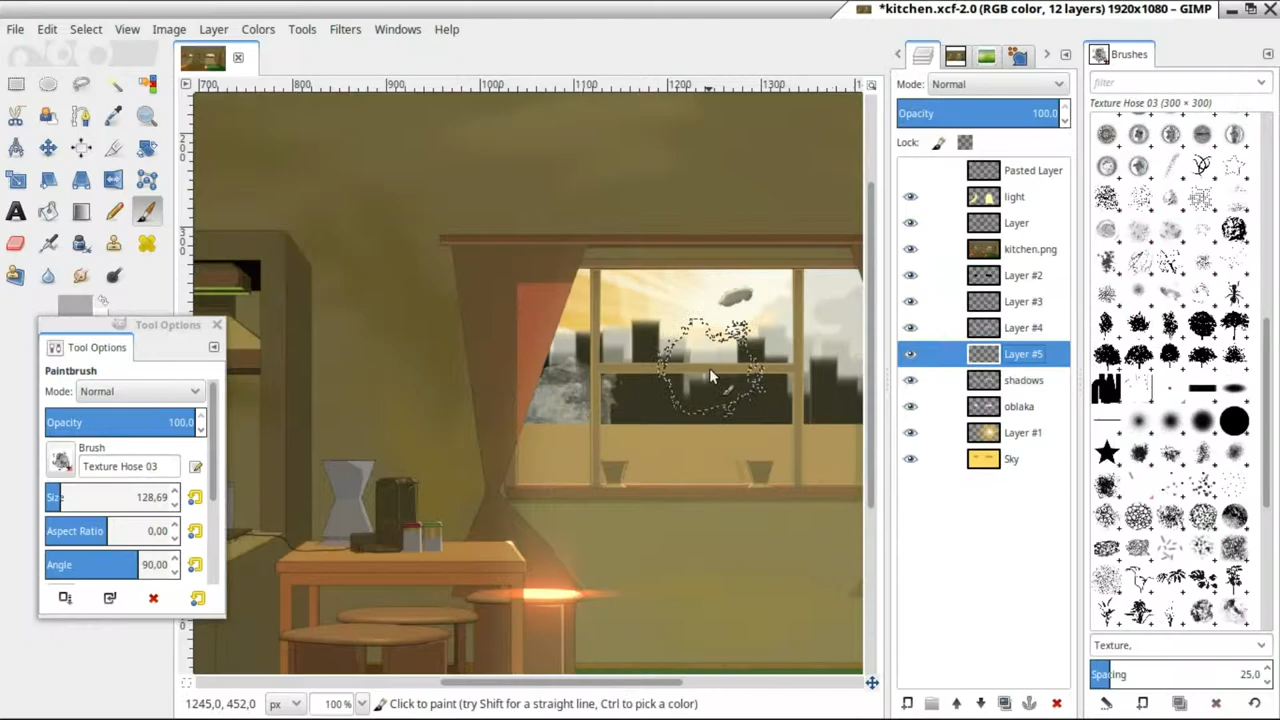 *kitchen.xcf-2.0 (RGB color, 12 layers) 1920x1080 – GIMP
File Edit Select View Image Layer Colors Tools Filters Windows Help
700 800 900 1000 1100 1200 1300
Brushes
Mode: Normal
filter
Opacity 100.0
Texture Hose 03 (300 × 300)
Lock:
Pasted Layer
light
Layer
kitchen.png
Layer #2
Layer #3
Layer #4
Layer #5
shadows
oblaka
Layer #1
Sky
200
300
Tool Options
Tool Options
Paintbrush
Mode: Normal
Opacity 100,0
Brush
Texture Hose 03
Size 128,69
Aspect Ratio 0,00
Angle 90,00
Texture,
Spacing 25,0
1245,0, 452,0 px 100 % Click to paint (try Shift for a straight line, Ctrl to pick a color)